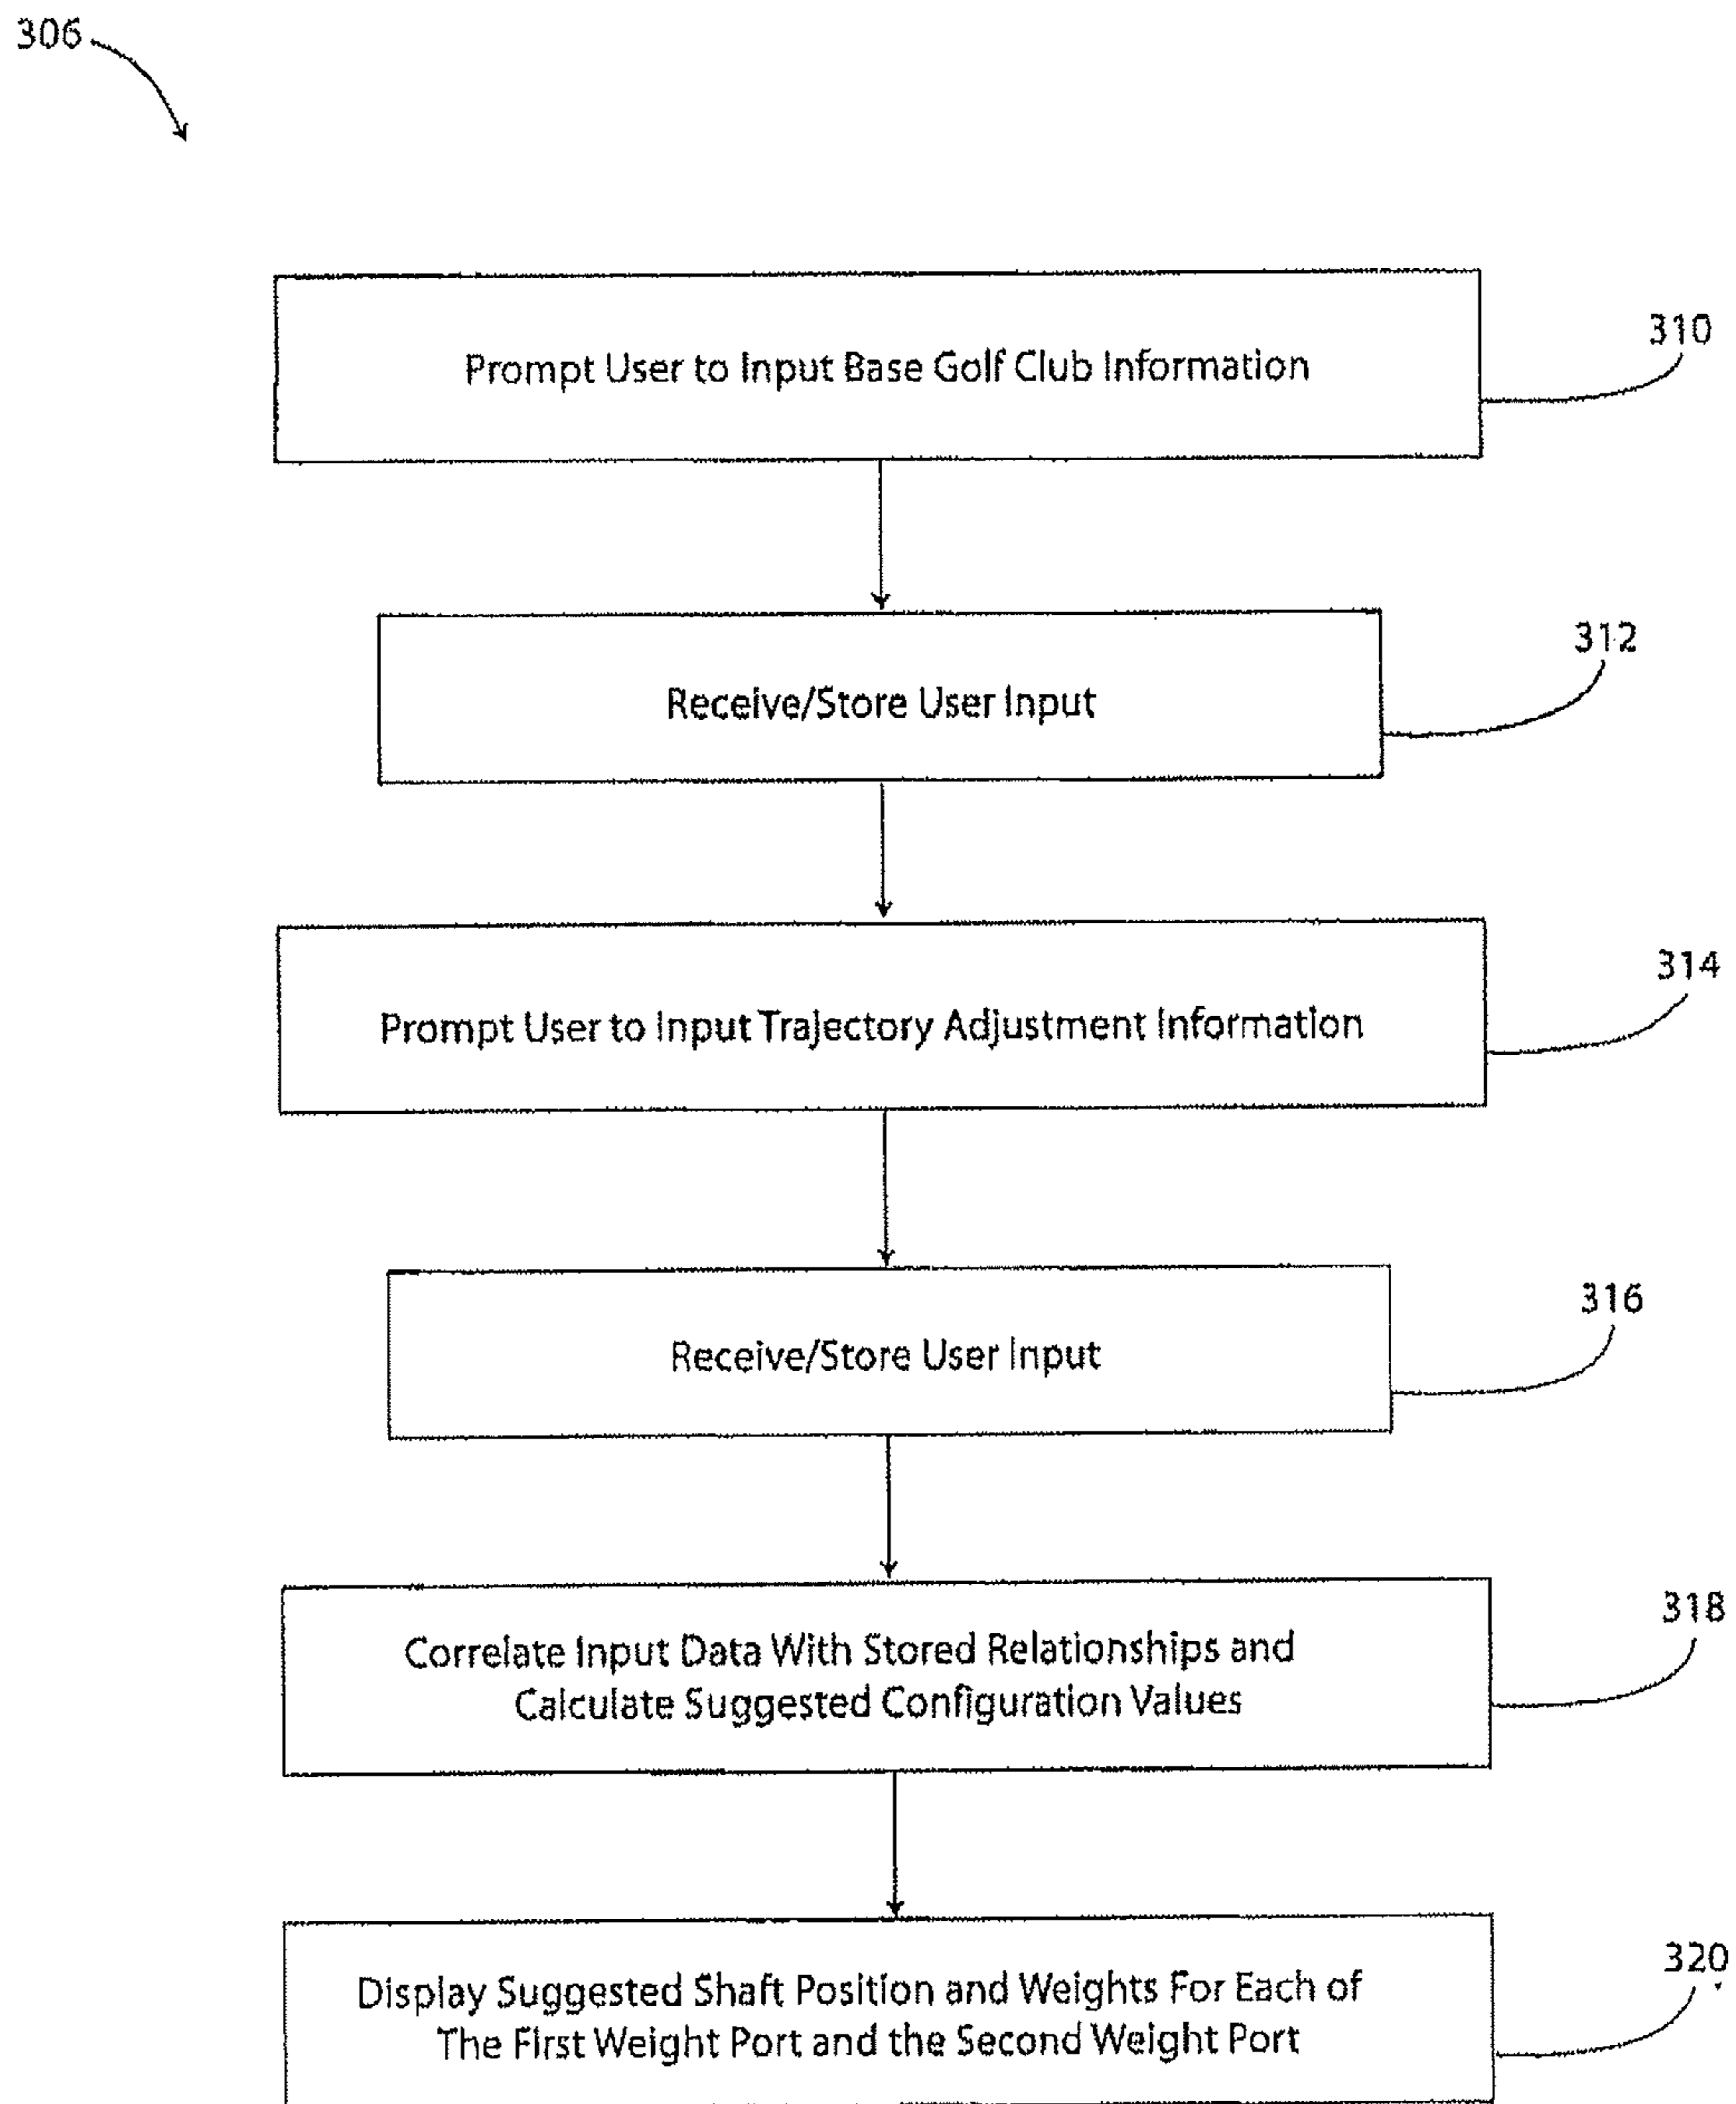 306
Prompt User to Input Base Golf Club Information
310
Receive/Store User Input
312
Prompt User to Input Trajectory Adjustment Information
314
Receive/Store User Input
316
Correlate Input Data With Stored Relationships and
Calculate Suggested Configuration Values
318
Display Suggested Shaft Position and Weights For Each of
The First Weight Port and the Second Weight Port
320